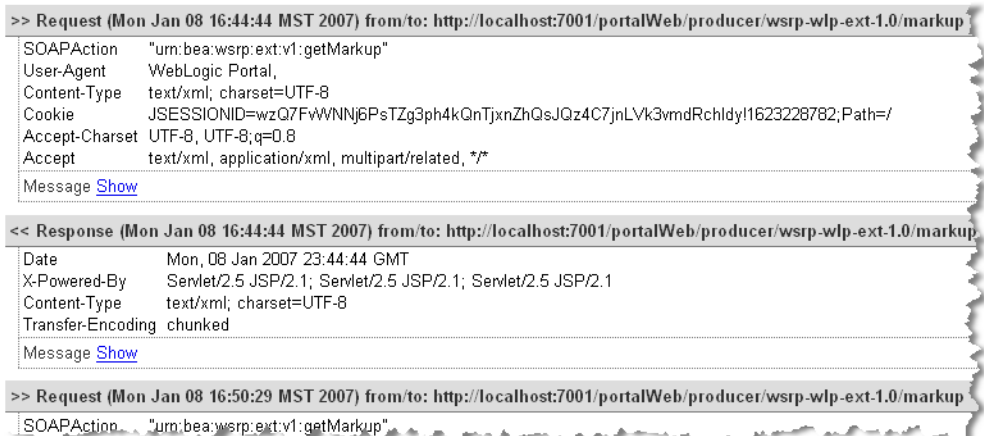 >> Request (Mon Jan 08 16:44:44 MST 2007) from/to: http://localhost:7001/portalWeb/producer/wsrp-wlp-ext-1.0/markup
SOAPAction "urn:bea:wsrp:ext:v1:getMarkup"
User-Agent WebLogic Portal,
Content-Type text/xml; charset=UTF-8
Cookie JSESSIONID=wzQ7FvWNNj6PsTZg3ph4kQnTjxnZhQsJQz4C7jnLVk3vmdRchldy!1623228782;Path=/
Accept-Charset UTF-8, UTF-8;q=0.8
Accept text/xml, application/xml, multipart/related, */*
Message Show
<< Response (Mon Jan 08 16:44:44 MST 2007) from/to: http://localhost:7001/portalWeb/producer/wsrp-wlp-ext-1.0/markup
Date Mon, 08 Jan 2007 23:44:44 GMT
X-Powered-By Servlet/2.5 JSP/2.1; Servlet/2.5 JSP/2.1; Servlet/2.5 JSP/2.1
Content-Type text/xml; charset=UTF-8
Transfer-Encoding chunked
Message Show
>> Request (Mon Jan 08 16:50:29 MST 2007) from/to: http://localhost:7001/portalWeb/producer/wsrp-wlp-ext-1.0/markup
SOAPAction "urn:bea:wsrp:ext:v1:getMarkup"